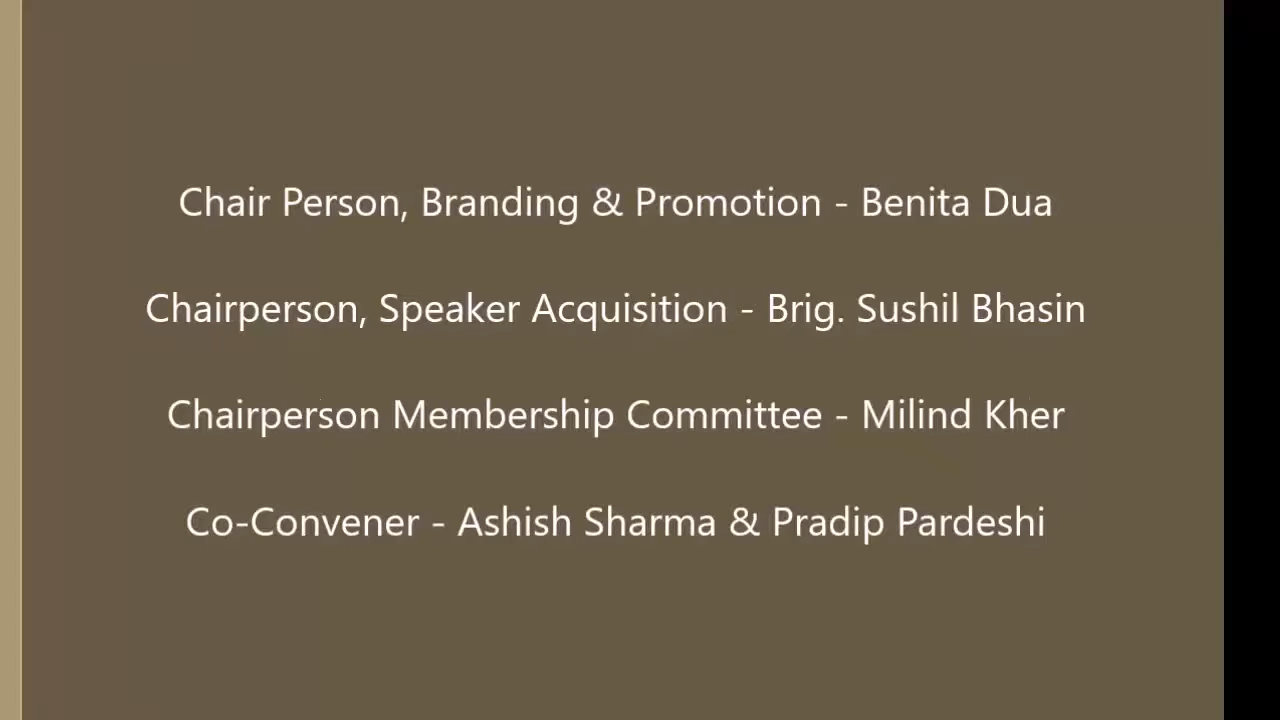 Chair Person, Branding & Promotion - Benita Dua
Chairperson, Speaker Acquisition - Brig. Sushil Bhasin
Chairperson Membership Committee - Milind Kher
Co-Convener - Ashish Sharma & Pradip Pardeshi